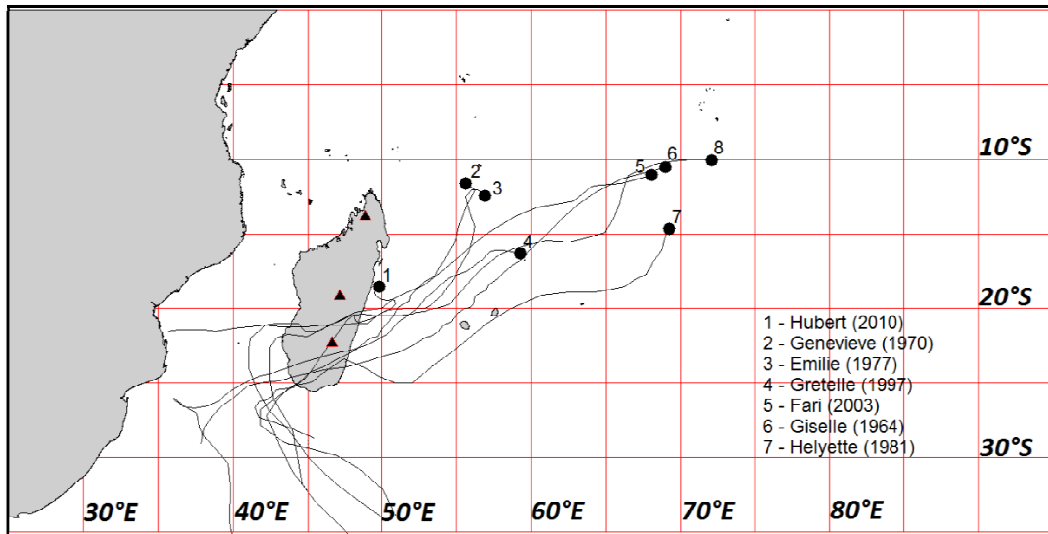 10°S
2
3
5
6
8
7
4
1
20°S
1 - Hubert (2010)
2 - Genevieve (1970)
3 - Emilie (1977)
4 - Gretelle (1997)
5 - Fari (2003)
6 - Giselle (1964)
7 - Helyette (1981)
30°S
30°E 40°E 50°E 60°E 70°E 80°E